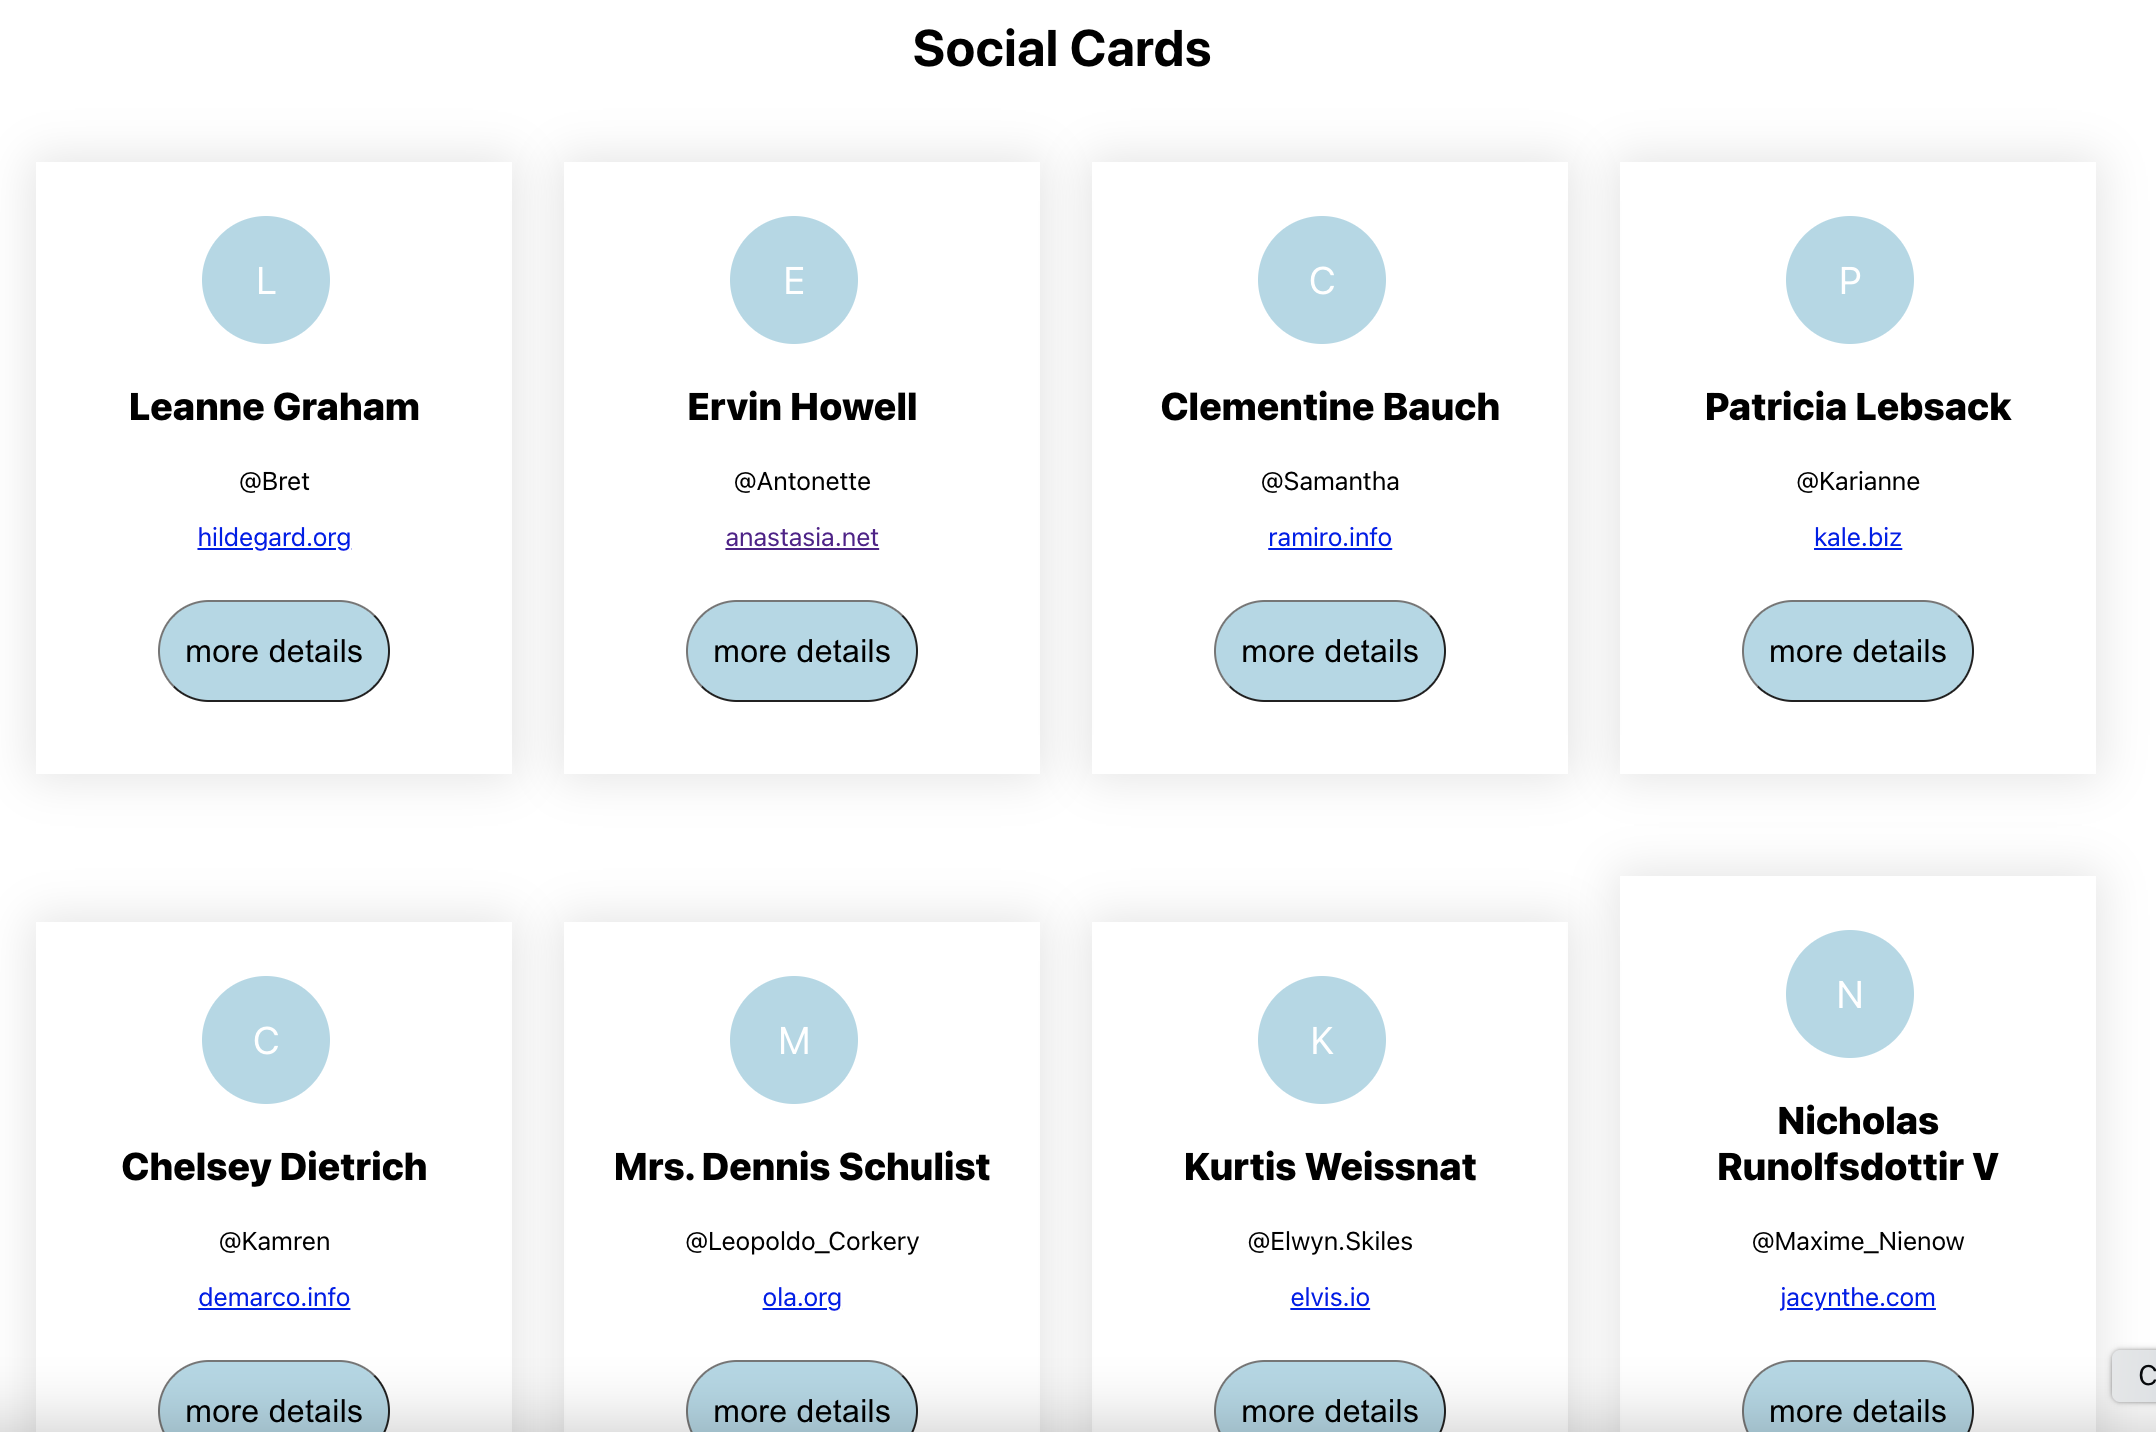 Social Cards
L
E
C
P
Leanne Graham
Ervin Howell
Clementine Bauch
Patricia Lebsack
@Bret
@Antonette
@Samantha
@Karianne
hildegard.org
anastasia.net
ramiro.info
kale.biz
more details
more details
more details
more details
C
M
K
N
Chelsey Dietrich
Mrs. Dennis Schulist
Kurtis Weissnat
Nicholas
Runolfsdottir V
@Kamren
@Leopoldo_Corkery
@Elwyn.Skiles
@Maxime_Nienow
demarco.info
ola.org
elvis.io
jacynthe.com
more details
more details
more details
more details